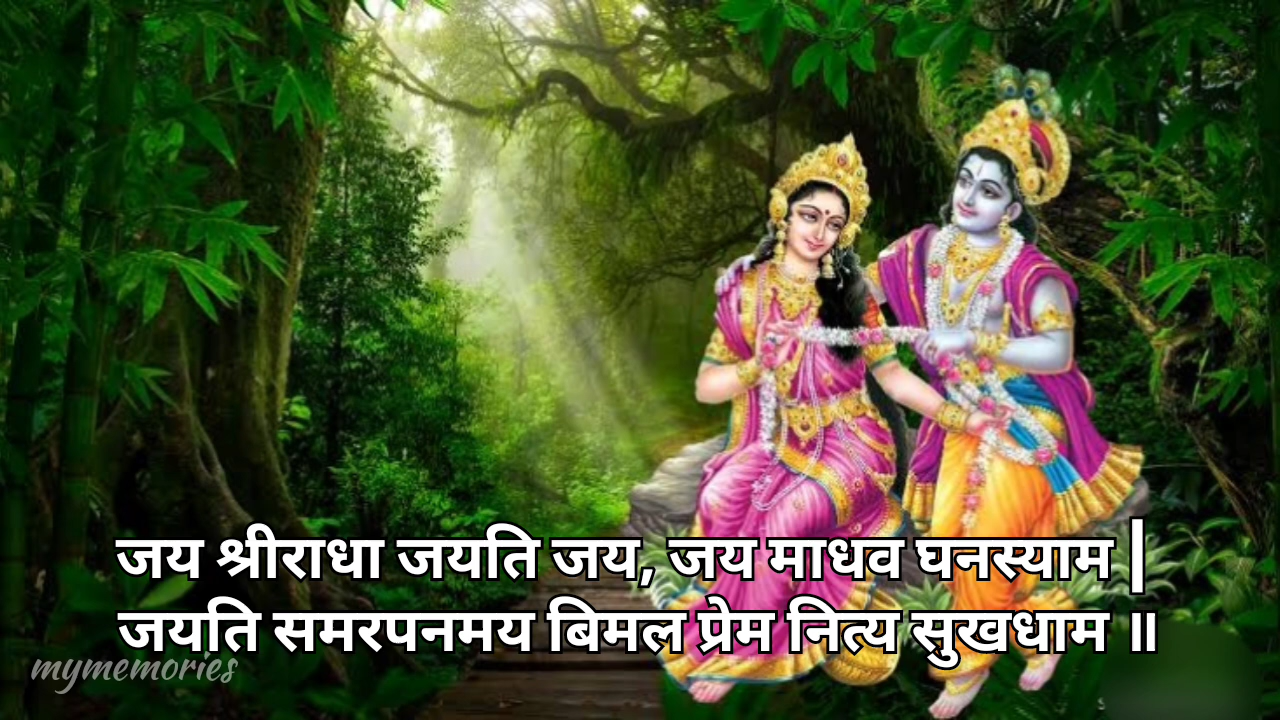 जय श्रीराधा जयति जय, जय माधव घनस्याम |
जयति समरपनमय बिमल प्रेम नित्य सुखधाम ॥
mymemories